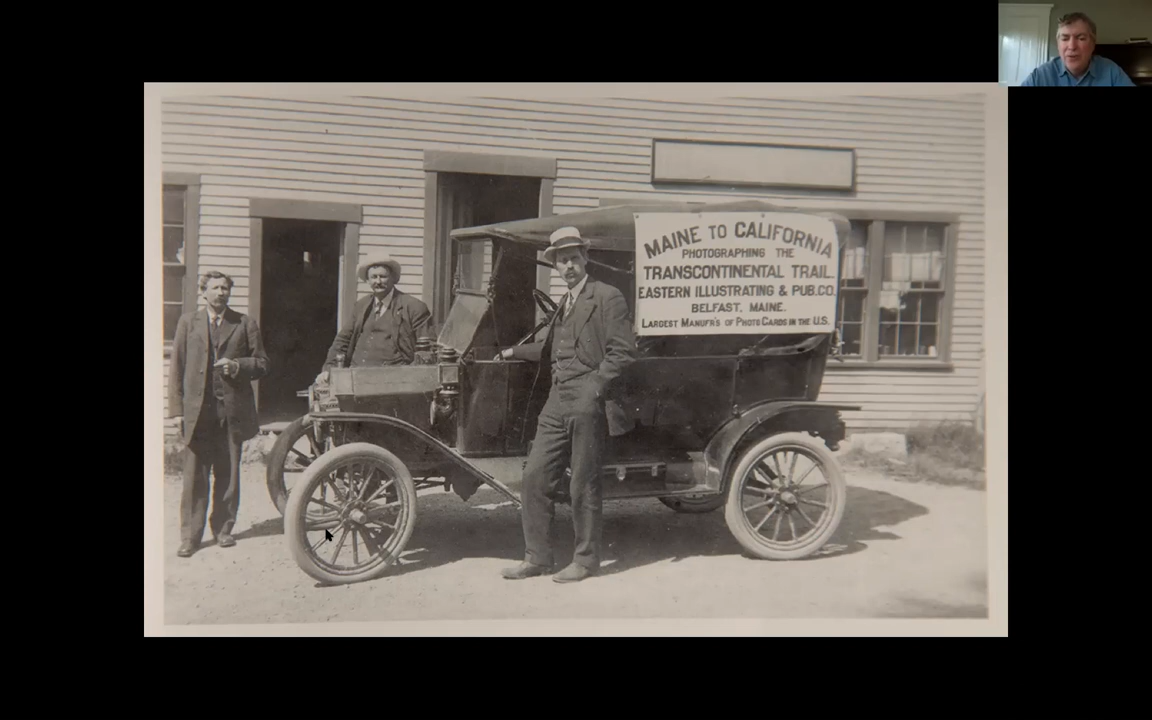 MAINE TO CALIFORNIA
PHOTOGRAPHING THE
TRANSCONTINENTAL TRAIL.
EASTERN ILLUSTRATING & PUB.CO.
BELFAST, MAINE.
LARGEST MANUFR'S OF PHOTO CARDS IN THE U.S.